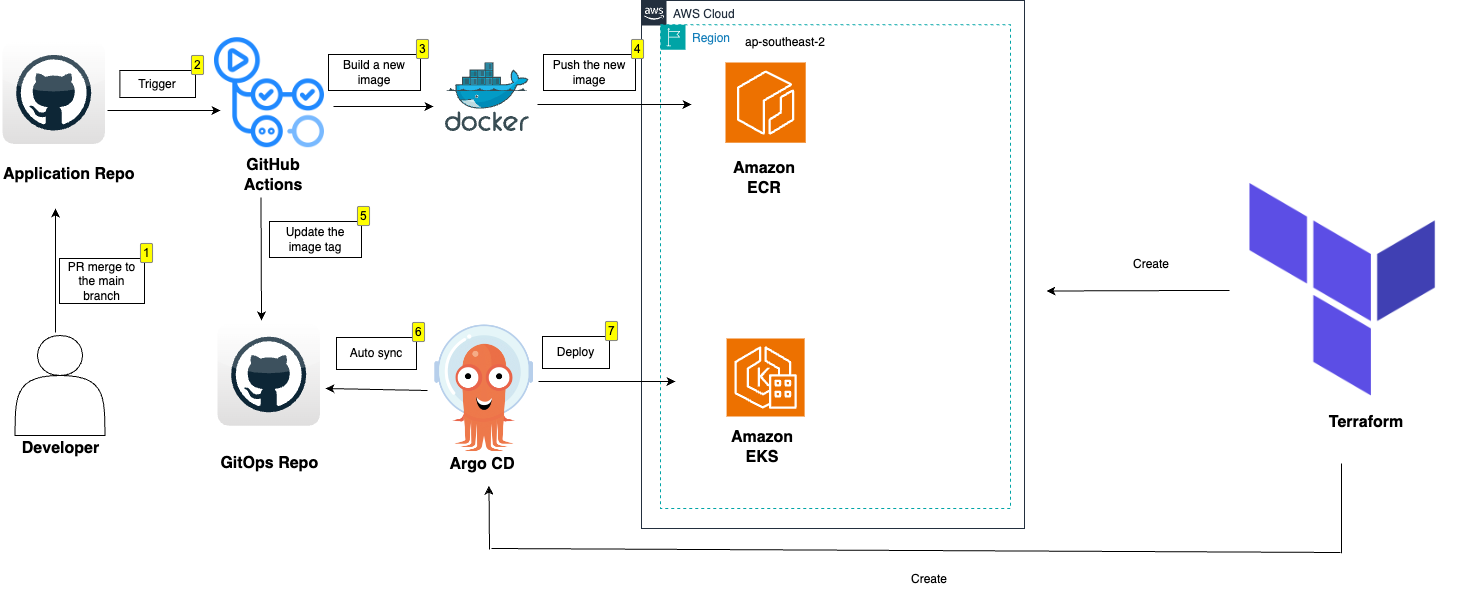 aws
AWS Cloud
Region
ap-southeast-2
1
PR merge to
the main
branch
Developer
Application Repo
2
Trigger
GitHub
Actions
3
Build a new
image
docker
4
Push the new
image
Amazon
ECR
5
Update the
image tag
GitOps Repo
6
Auto sync
Argo CD
7
Deploy
K
Amazon
EKS
Create
Terraform
Create